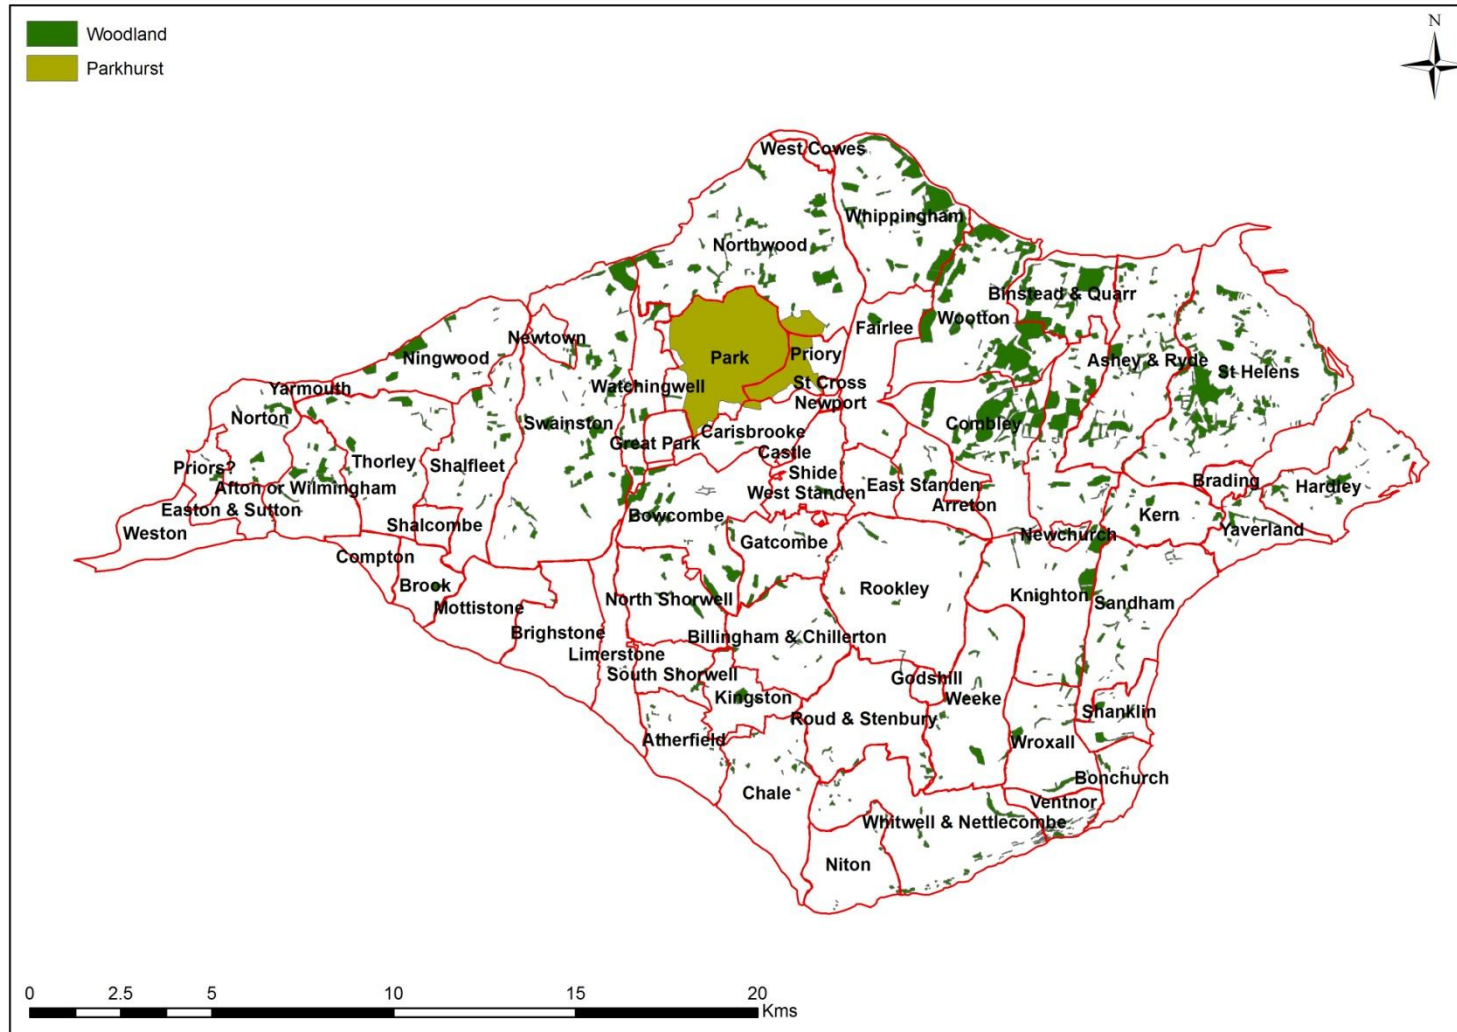 Woodland
Parkhurst
N
West Cowes
Whippingham
Northwood
Binstead & Quarr
Wootton
Fairlee
Newtown
Ningwood
Park
Priory
Ashey & Ryde
St Helens
Yarmouth
Watchingwell
St Cross
Newport
Norton
Swainston
Combley
Great Park
Carisbrooke
Castle
Priors?
Thorley
Shalfleet
Shide
Afton or Wilmingham
West Standen
East Standen
Brading
Hardley
Easton & Sutton
Arreton
Weston
Shalcombe
Bowcombe
Kern
Yaverland
Gatcombe
Newchurch
Compton
Brook
Mottistone
North Shorwell
Rookley
Knighton
Sandham
Brighstone
Billingham & Chillerton
Limerstone
South Shorwell
Godshill
Kingston
Weeke
Roud & Stenbury
Shanklin
Atherfield
Wroxall
Chale
Bonchurch
Ventnor
Whitwell & Nettlecombe
Niton
0 2.5 5 10 15 20
Kms